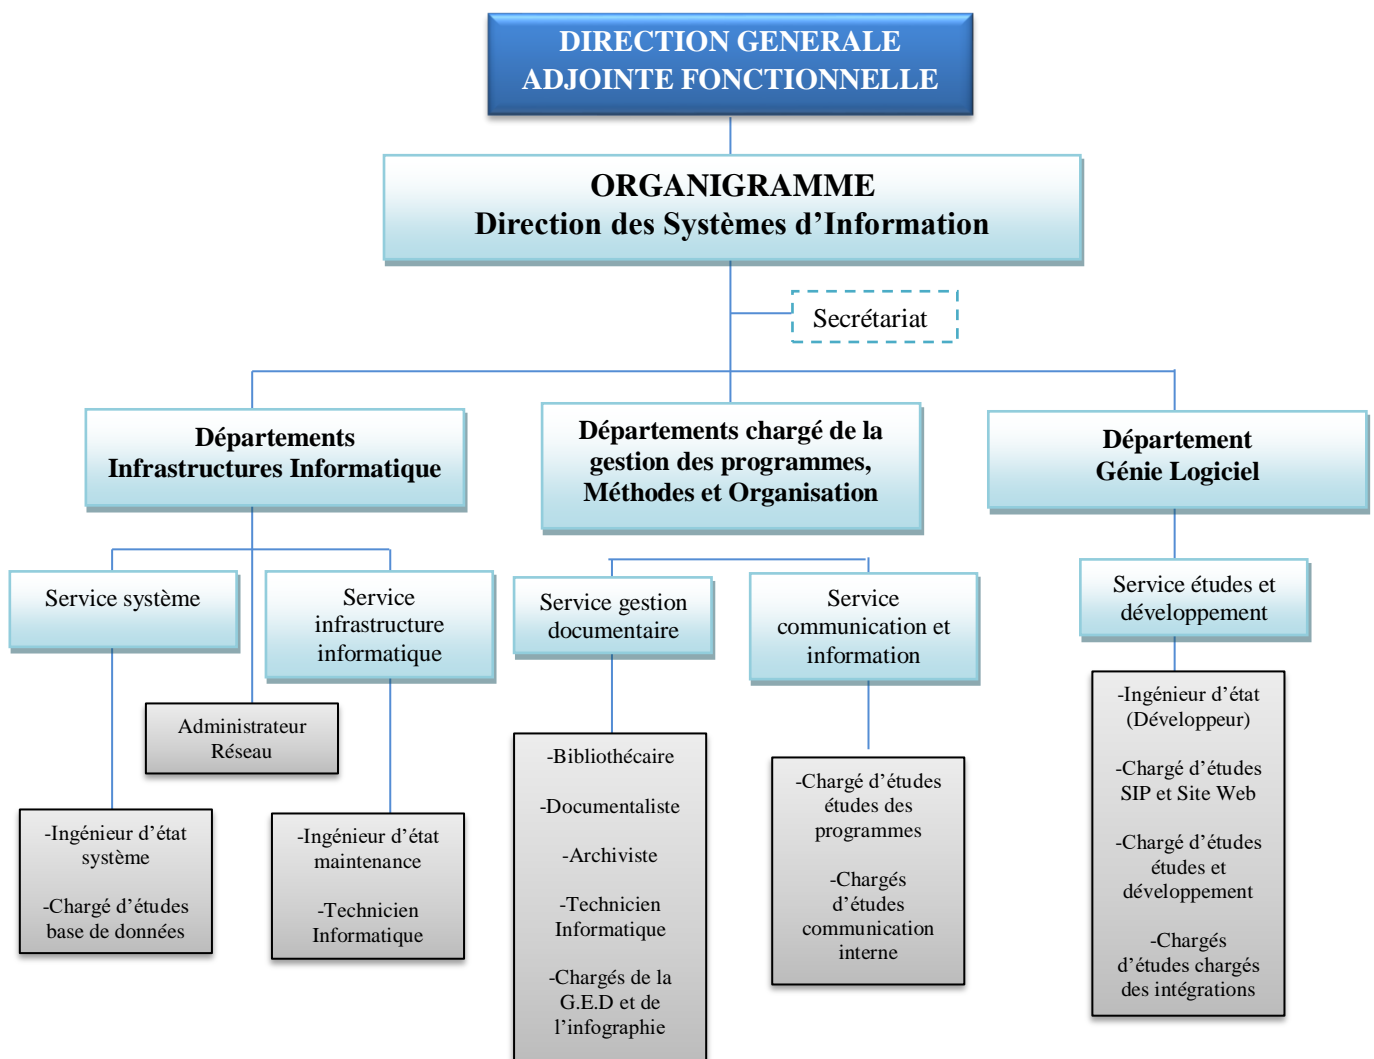 DIRECTION GENERALE
ADJOINTE FONCTIONNELLE
ORGANIGRAMME
Direction des Systèmes d’Information
Secrétariat
Départements
Infrastructures Informatique
Départements chargé de la
gestion des programmes,
Méthodes et Organisation
Département
Génie Logiciel
Service système
Service
infrastructure
informatique
Service gestion
documentaire
Service
communication et
information
Service études et
développement
Administrateur
Réseau
-Ingénieur d’état
système
-Chargé d’études
base de données
-Ingénieur d’état
maintenance
-Technicien
Informatique
-Bibliothécaire
-Documentaliste
-Archiviste
-Technicien
Informatique
-Chargés de la
G.E.D et de
l’infographie
-Chargé d’études
études des
programmes
-Chargés
d’études
communication
interne
-Ingénieur d’état
(Développeur)
-Chargé d’études
SIP et Site Web
-Chargé d’études
études et
développement
-Chargés
d’études chargés
des intégrations